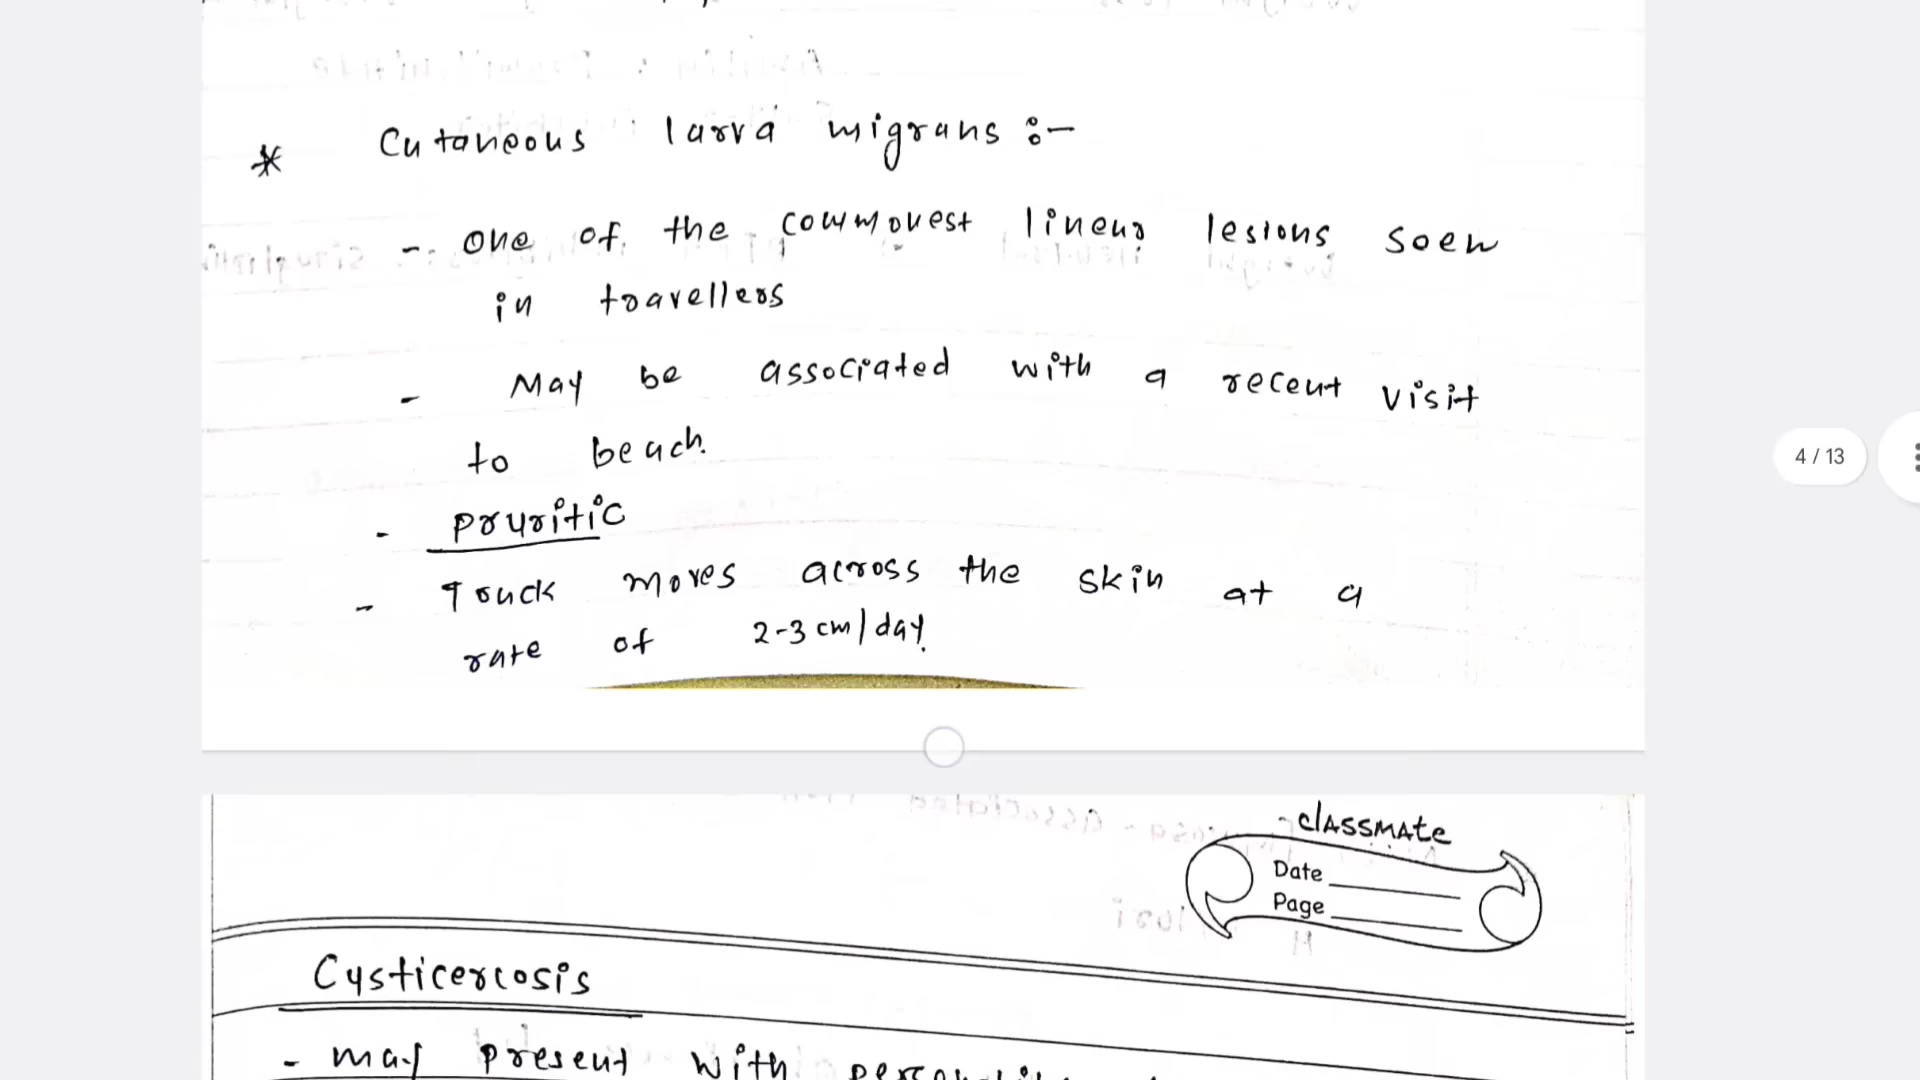 * Cutaneous larva migrans :-
- One of the commonest linear lesions seen
in travellers
- May be associated with a recent visit
to beach.
- Pruritic
- Track moves across the skin at a
rate of 2-3 cm/day.
4 / 13
classmate
Date
Page
Cysticercosis
- may present with